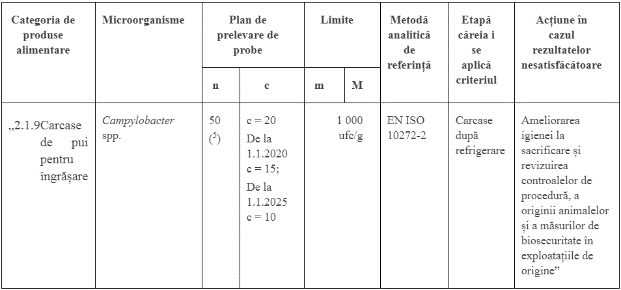 Categoria de
produse
alimentare
Microorganisme
Plan de
prelevare de
probe
Limite
Metodă
analitică
de
referință
Etapă
căreia i
se
aplică
criteriul
Acțiune în
cazul
rezultatelor
nesatisfăcătoare
n
c
m
M
„2.1.9Carcase
de pui
pentru
îngrășare
Campylobacter
spp.
50
(5)
c = 20
De la
1.1.2020
c = 15;
De la
1.1.2025
c = 10
1 000
ufc/g
EN ISO
10272-2
Carcase
după
refrigerare
Ameliorarea
igienei la
sacrificare și
revizuirea
controalelor de
procedură, a
originii animalelor
și a măsurilor de
biosecuritate în
exploatațiile de
origine”